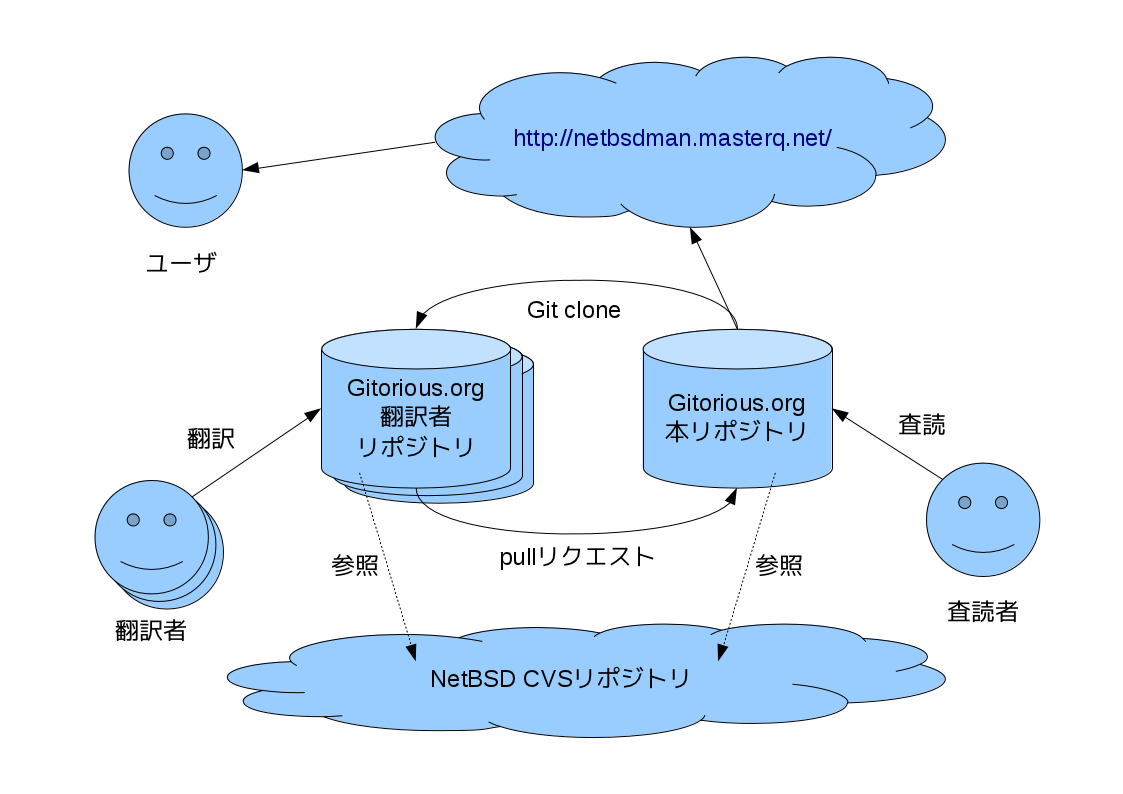 http://netbsdman.masterq.net/
ユーザ
Git clone
Gitorious.org
翻訳者
リポジトリ
Gitorious.org
本リポジトリ
翻訳
査読
参照
pullリクエスト
参照
翻訳者
査読者
NetBSD CVSリポジトリ